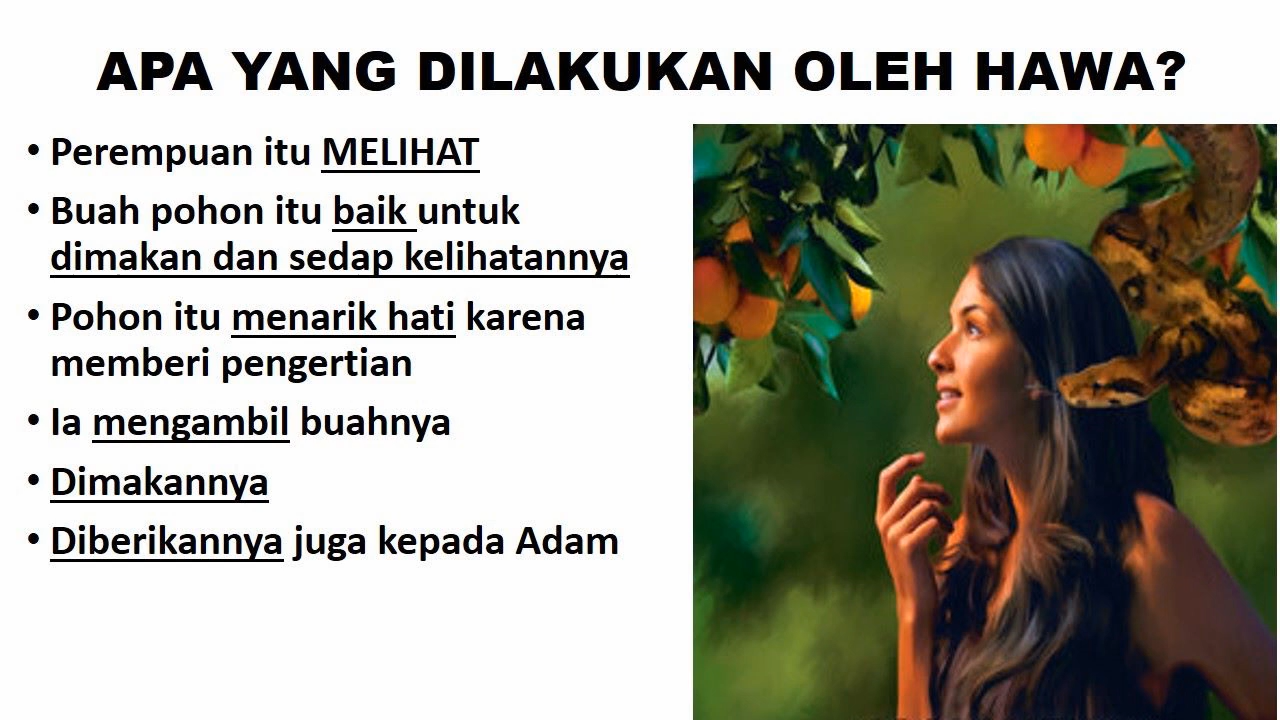 APA YANG DILAKUKAN OLEH HAWA?
• Perempuan itu MELIHAT
• Buah pohon itu baik untuk
dimakan dan sedap kelihatannya
• Pohon itu menarik hati karena
memberi pengertian
• Ia mengambil buahnya
• Dimakannya
• Diberikannya juga kepada Adam